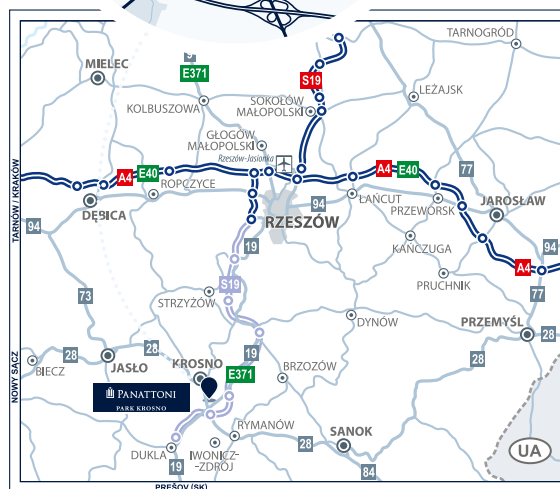 TARNOGRÓD
9
MIELEC
E371
S19
LEŻAJSK
KOLBUSZOWA
SOKOŁÓW
MAŁOPOLSKI
GŁOGÓW
MAŁOPOLSKI
Rzeszów-Jasionka
77
A4
E40
A4
E40
ROPCZYCE
ŁAŃCUT
94
PRZEWORSK
JAROSŁAW
DĘBICA
RZESZÓW
TARNÓW / KRAKÓW
94
19
KAŃCZUGA
94
A4
PRUCHNIK
77
73
STRZYŻÓW
S19
DYNÓW
PRZEMYŚL
28
28
JASŁO
28
19
28
BIECZ
KROSNO
E371
BRZOZÓW
NOWY SĄCZ
PANATTONI
PARK KROSNO
RYMANÓW
28
SANOK
DUKLA
IWONICZ-
-ZDRÓJ
UA
19
84
PREŠOV (SK)